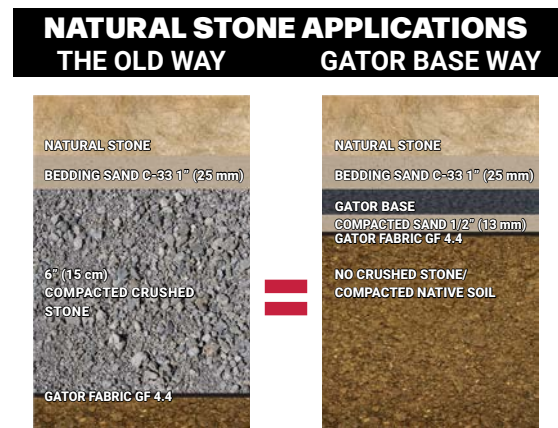 NATURAL STONE APPLICATIONS
THE OLD WAY
GATOR BASE WAY
NATURAL STONE
BEDDING SAND C-33 1” (25 mm)
6” (15 cm)
COMPACTED CRUSHED
STONE
GATOR FABRIC GF 4.4
NATURAL STONE
BEDDING SAND C-33 1” (25 mm)
GATOR BASE
COMPACTED SAND 1/2” (13 mm)
GATOR FABRIC GF 4.4
NO CRUSHED STONE/
COMPACTED NATIVE SOIL